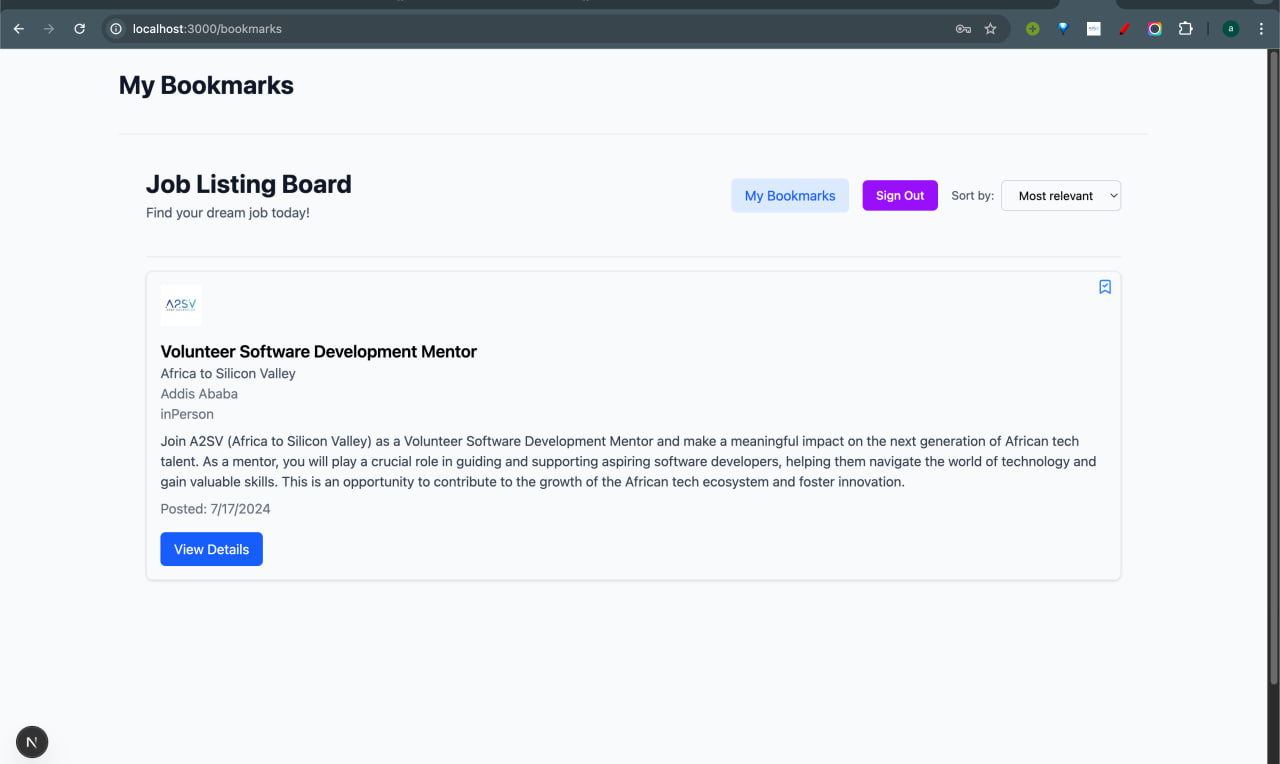 localhost:3000/bookmarks
a
My Bookmarks
Job Listing Board
Find your dream job today!
My Bookmarks
Sign Out
Sort by:
Most relevant
A2SV
Volunteer Software Development Mentor
Africa to Silicon Valley
Addis Ababa
inPerson
Join A2SV (Africa to Silicon Valley) as a Volunteer Software Development Mentor and make a meaningful impact on the next generation of African tech
talent. As a mentor, you will play a crucial role in guiding and supporting aspiring software developers, helping them navigate the world of technology and
gain valuable skills. This is an opportunity to contribute to the growth of the African tech ecosystem and foster innovation.
Posted: 7/17/2024
View Details
N